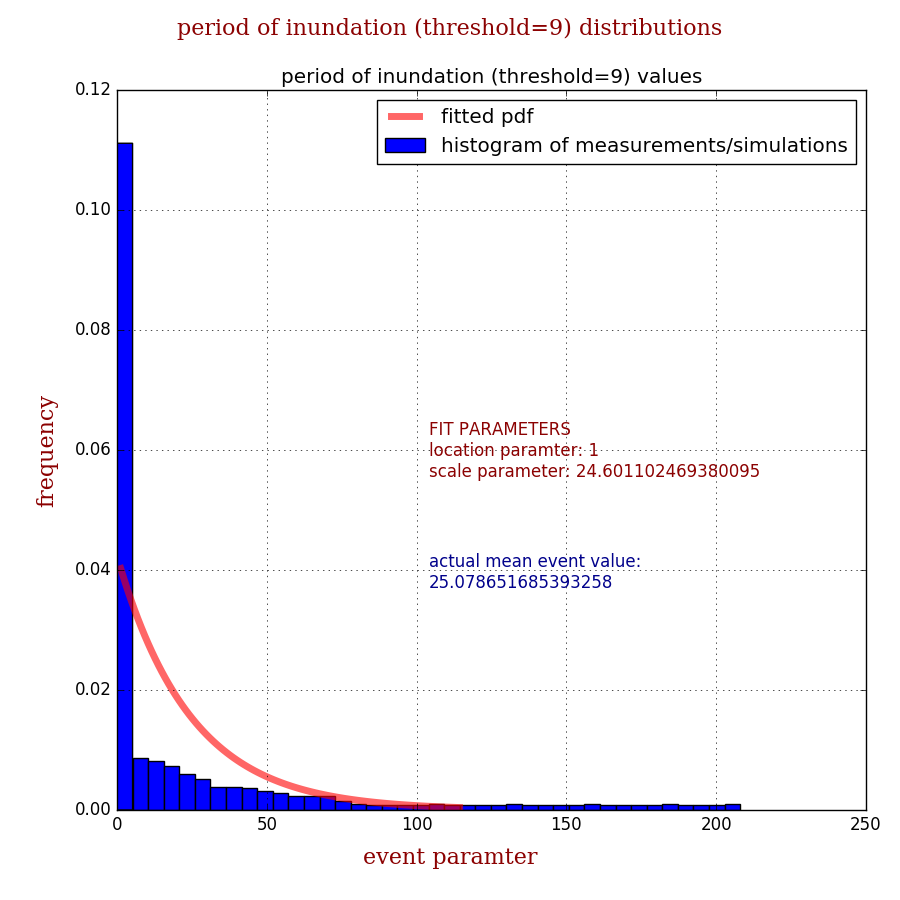 period of inundation (threshold=9) distributions
period of inundation (threshold=9) values
fitted pdf
histogram of measurements/simulations
0.12
0.10
0.08
0.06
0.04
0.02
0.00
frequency
FIT PARAMETERS
location paramter: 1
scale parameter: 24.601102469380095
actual mean event value:
25.078651685393258
0 50 100 150 200 250
event paramter